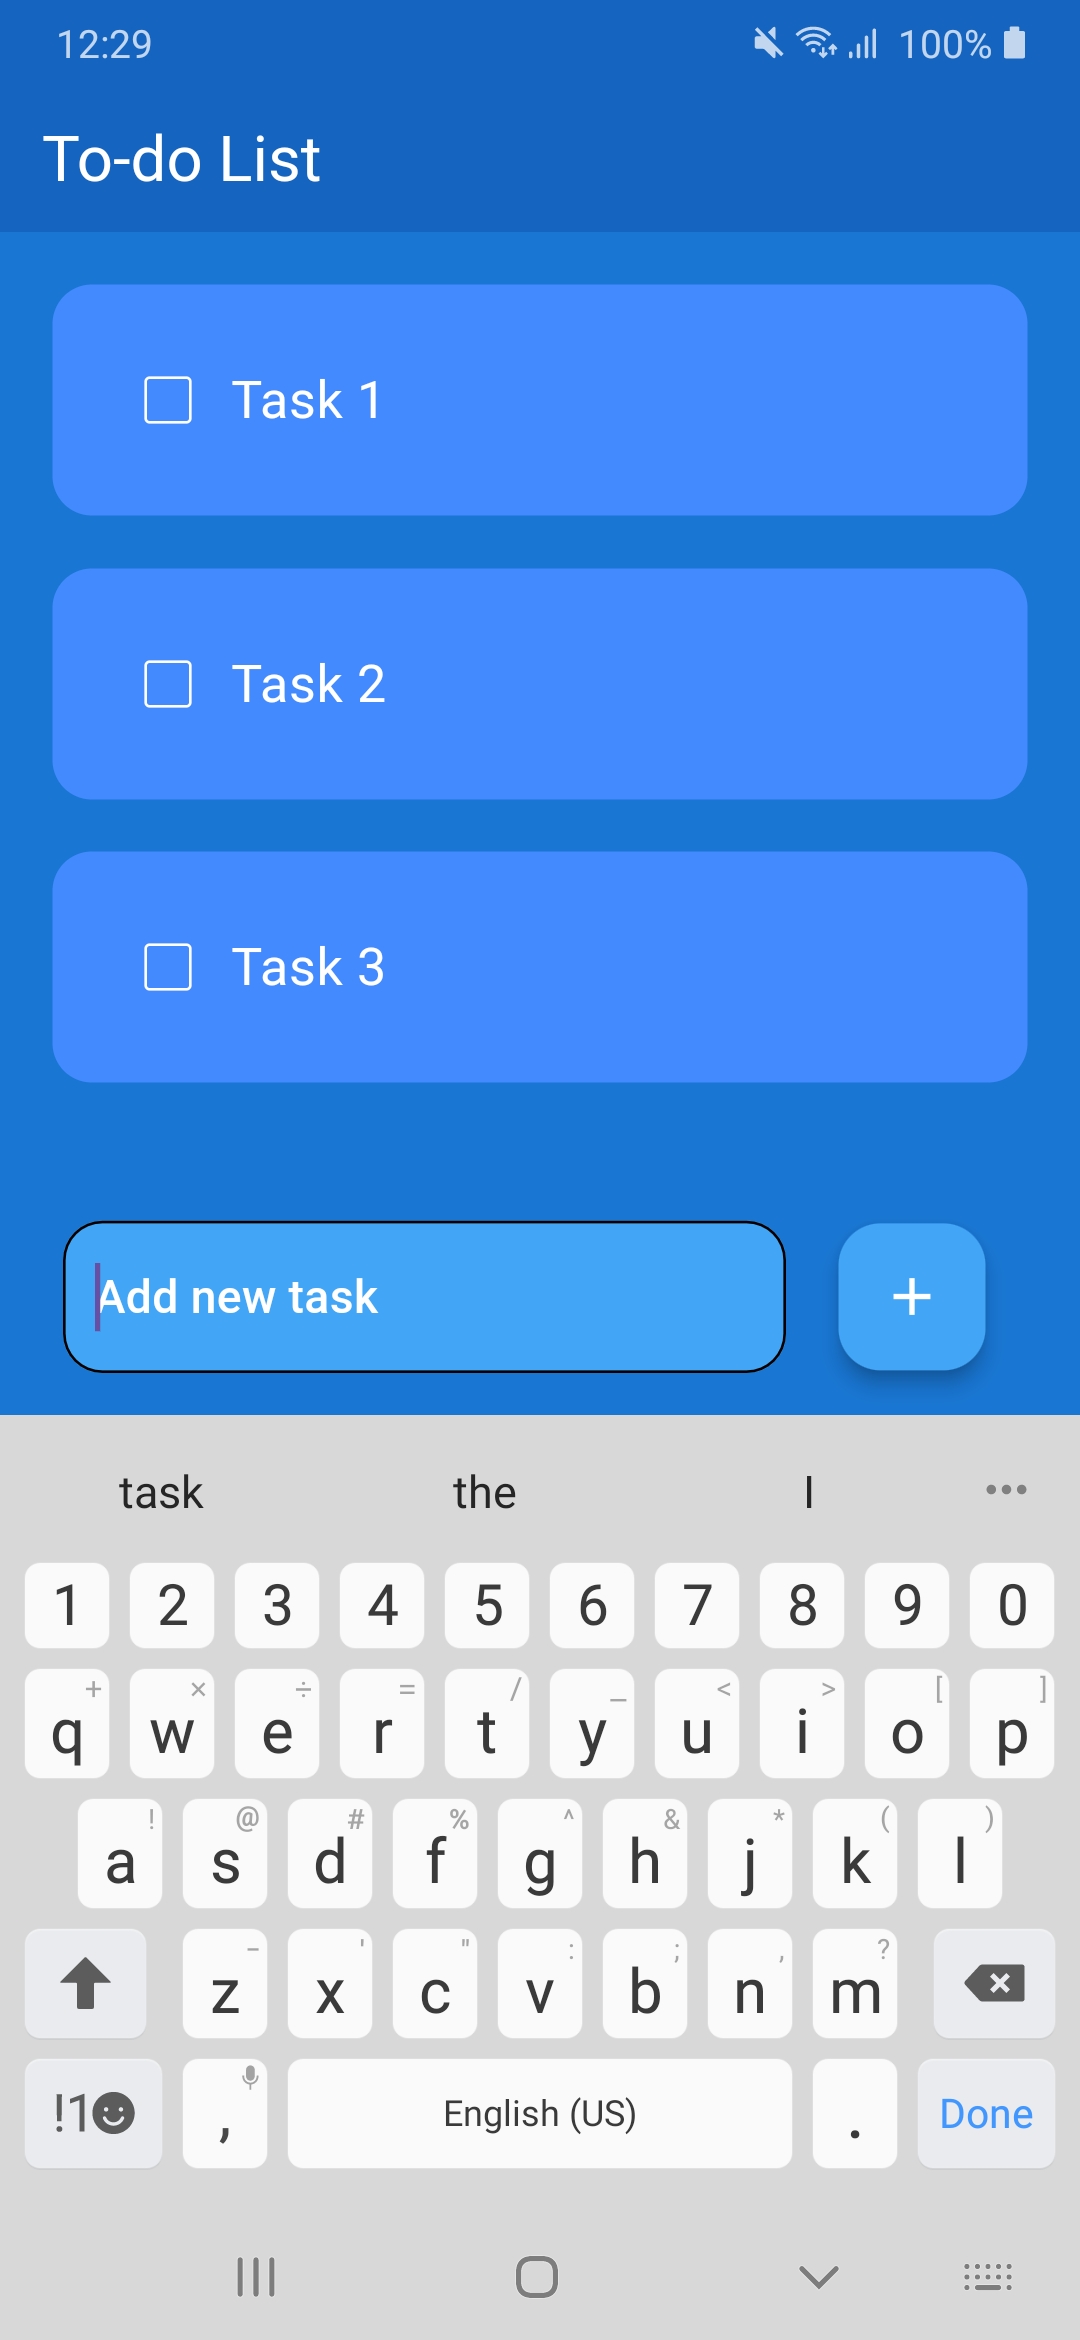 12:29 100%
To-do List
Task 1
Task 2
Task 3
Add new task +
task the I •••
1 2 3 4 5 6 7 8 9 0
+ × ÷ = / _ < > [ ]
q w e r t y u i o p
! @ # % ^ & * ( )
a s d f g h j k l
- ' " : ; , ?
z x c v b n m
!1☺ , English (US) . Done